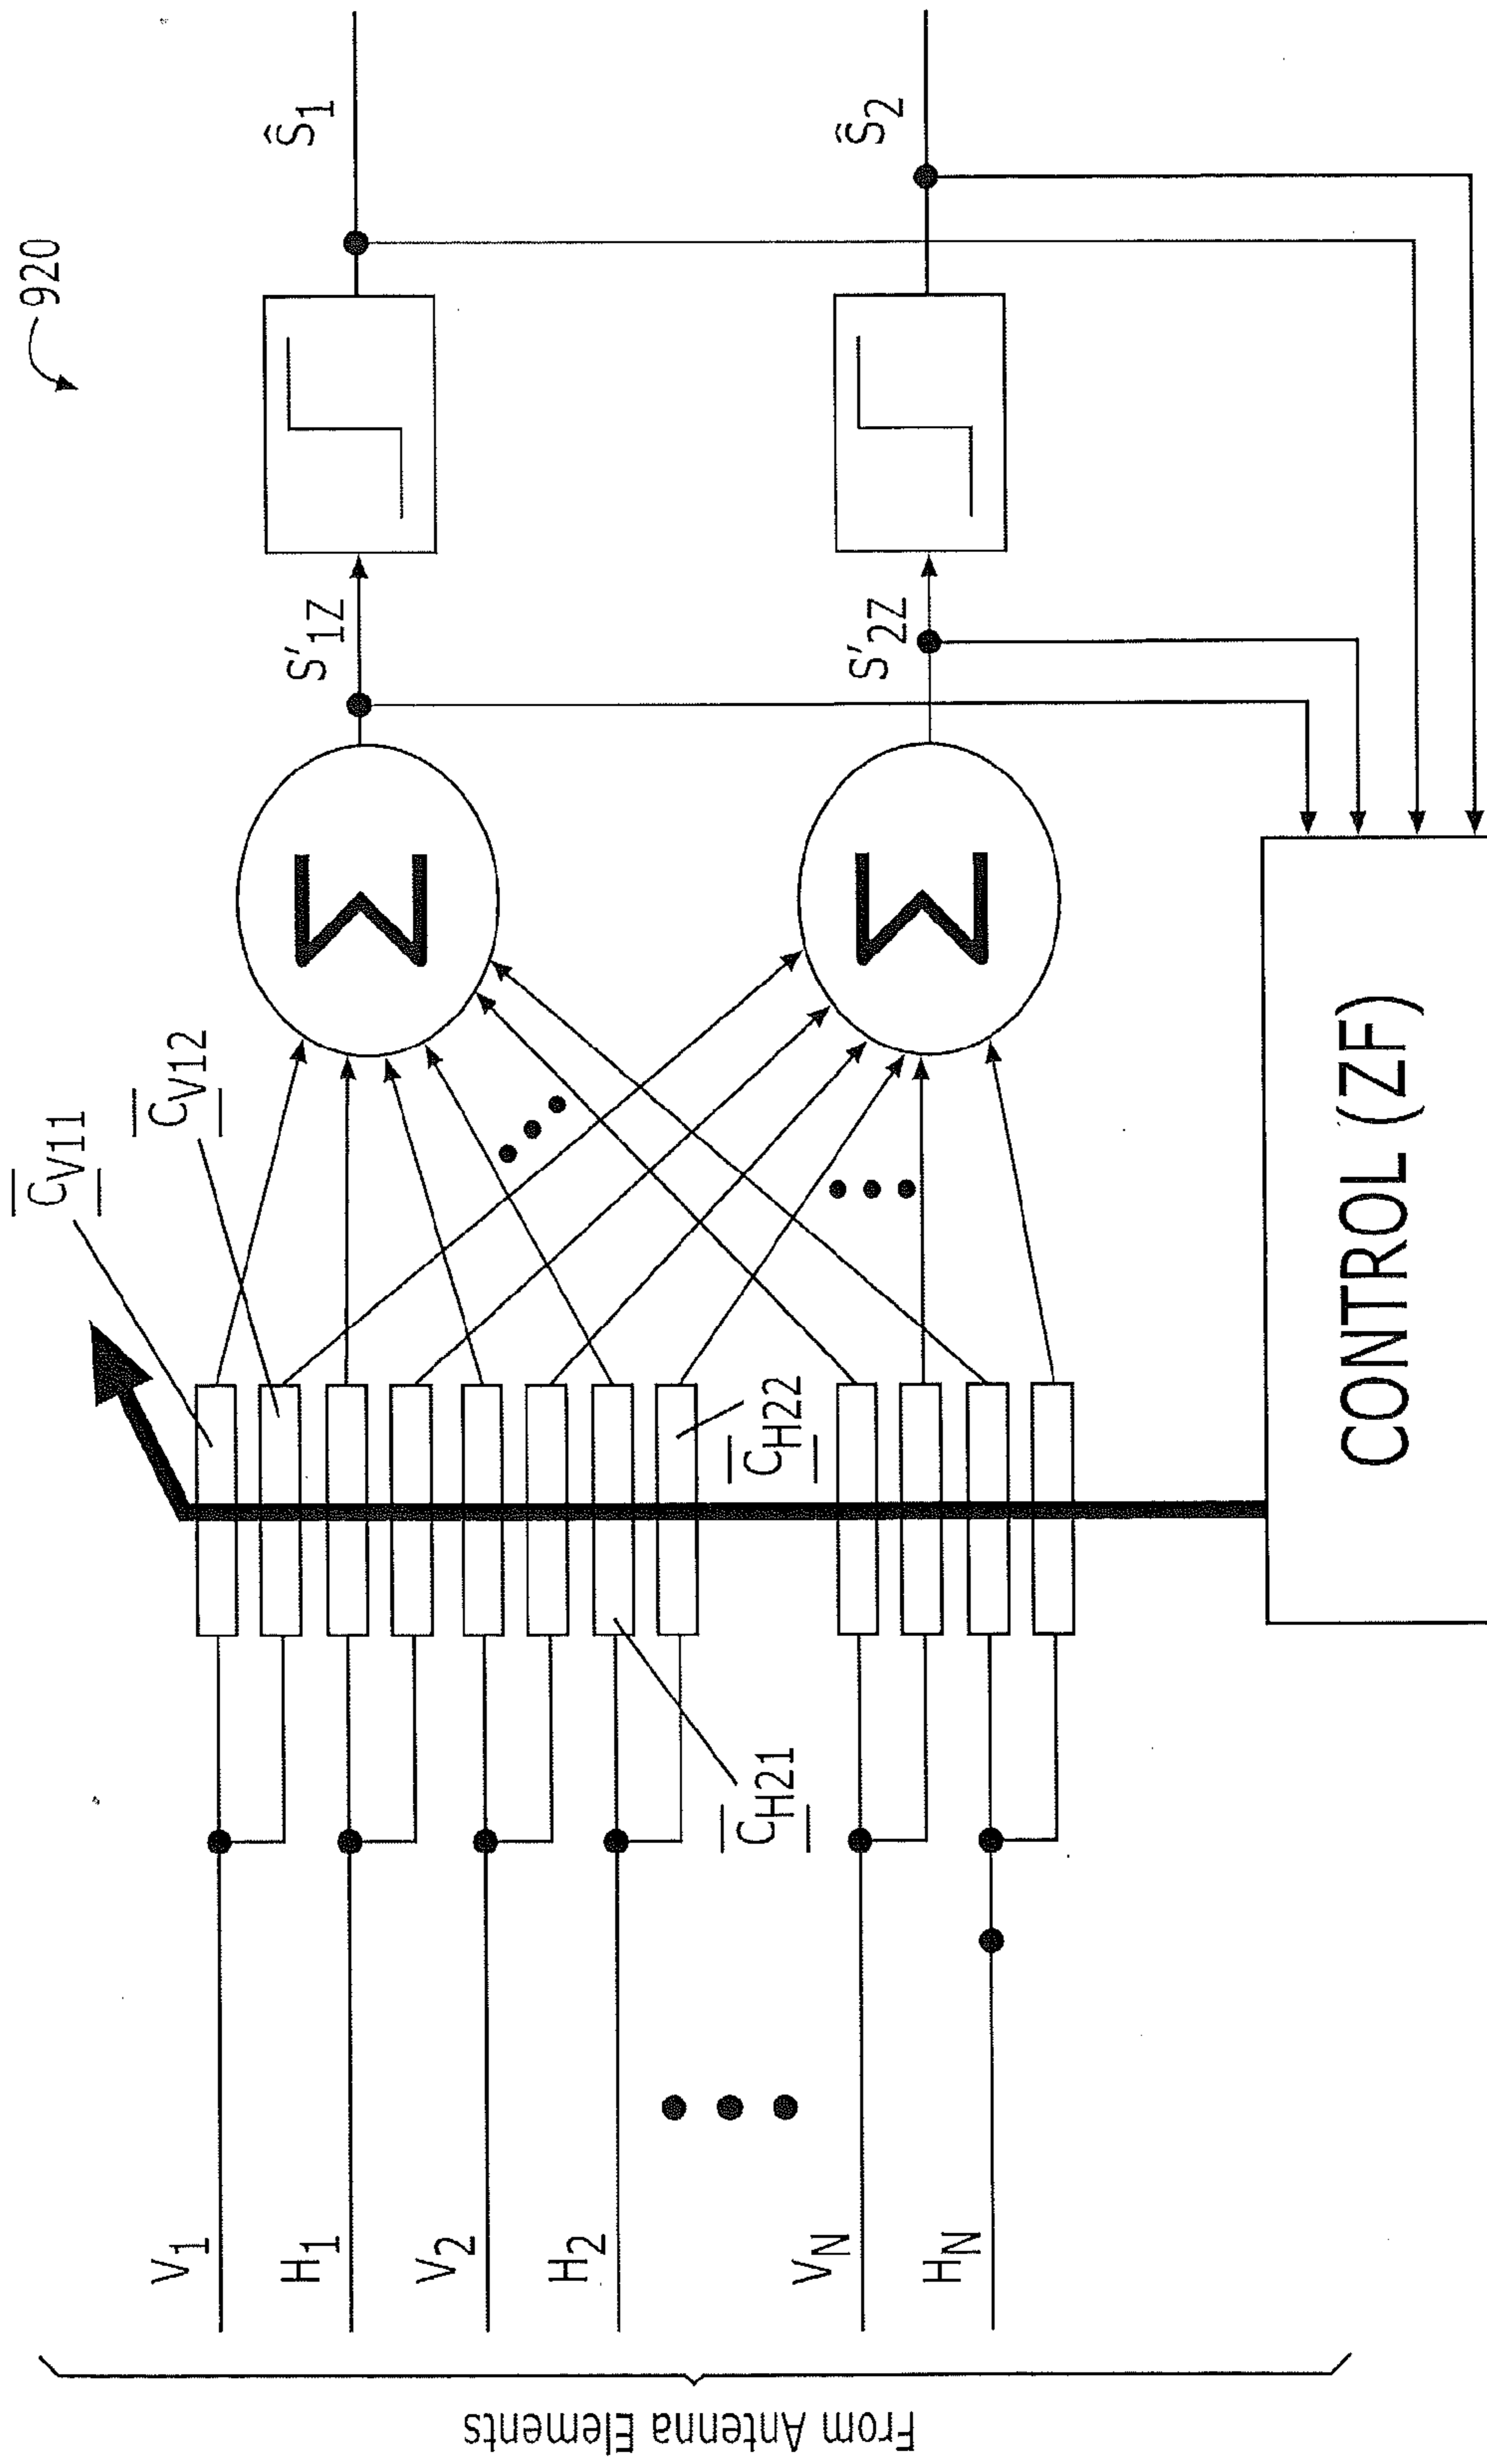 920
C̅V11
C̅V12
C̅H21
C̅H22
V1
H1
V2
H2
VN
HN
From Antenna Elements
Σ
Σ
S'1Z
S'2Z
Ŝ1
Ŝ2
CONTROL (ZF)